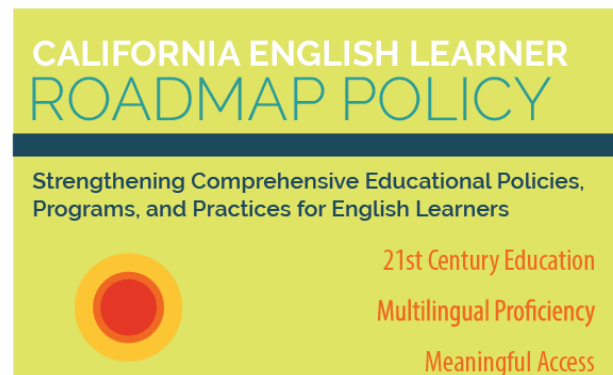 CALIFORNIA ENGLISH LEARNER
ROADMAP POLICY
Strengthening Comprehensive Educational Policies,
Programs, and Practices for English Learners
21st Century Education
Multilingual Proficiency
Meaningful Access